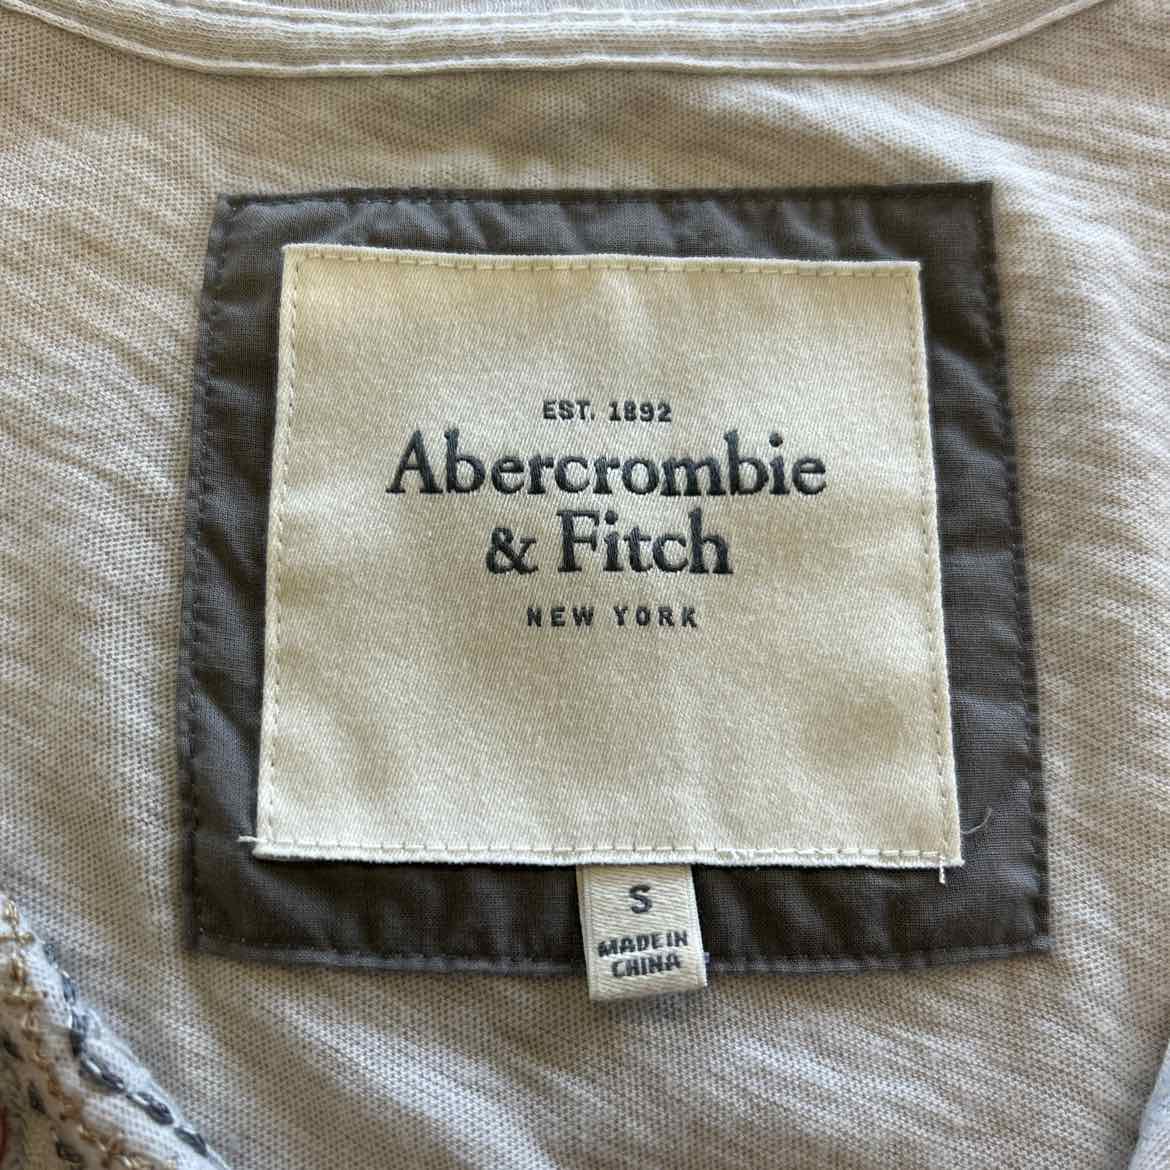 EST. 1892
Abercrombie
& Fitch
NEW YORK
S
MADE IN
CHINA